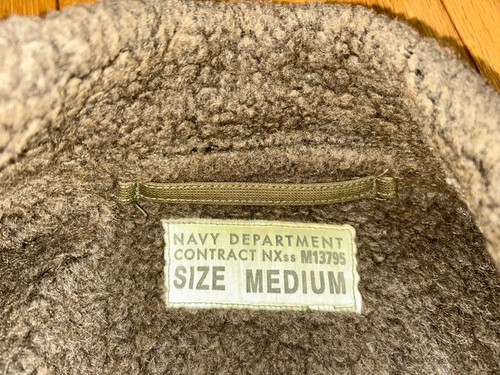 NAVY DEPARTMENT
CONTRACT NXss M13795
SIZE MEDIUM